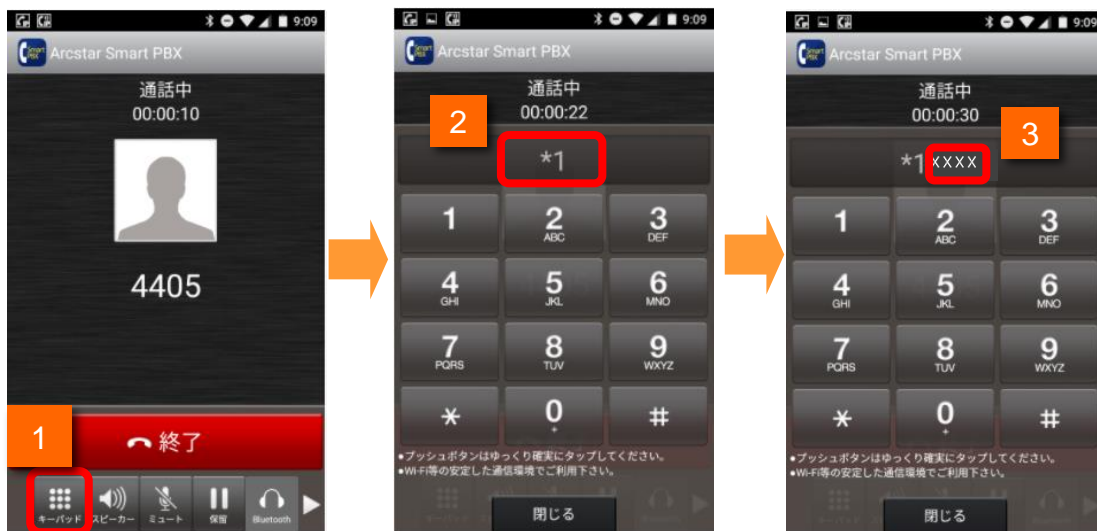 9:09
Arcstar Smart PBX
通話中
00:00:10
4405
1
終了
キーパッド
スピーカー
ミュート
保留
Bluetooth
9:09
Arcstar Smart PBX
通話中
00:00:22
2
*1
1
2
ABC
3
DEF
4
GHI
5
JKL
6
MNO
7
PQRS
8
TUV
9
WXYZ
*
0
+
#
•プッシュボタンはゆっくり確実にタップしてください。
•Wi-Fi等の安定した通信環境でご利用下さい。
閉じる
9:09
Arcstar Smart PBX
通話中
00:00:30
3
*1xxxx
1
2
ABC
3
DEF
4
GHI
5
JKL
6
MNO
7
PQRS
8
TUV
9
WXYZ
*
0
+
#
•プッシュボタンはゆっくり確実にタップしてください。
•Wi-Fi等の安定した通信環境でご利用下さい。
閉じる